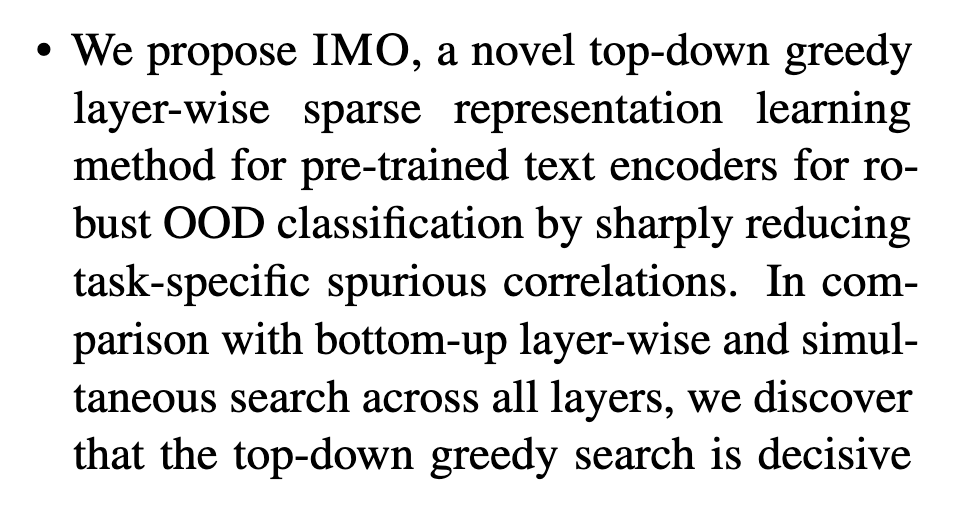 • We propose IMO, a novel top-down greedy
layer-wise sparse representation learning
method for pre-trained text encoders for ro-
bust OOD classification by sharply reducing
task-specific spurious correlations. In com-
parison with bottom-up layer-wise and simul-
taneous search across all layers, we discover
that the top-down greedy search is decisive